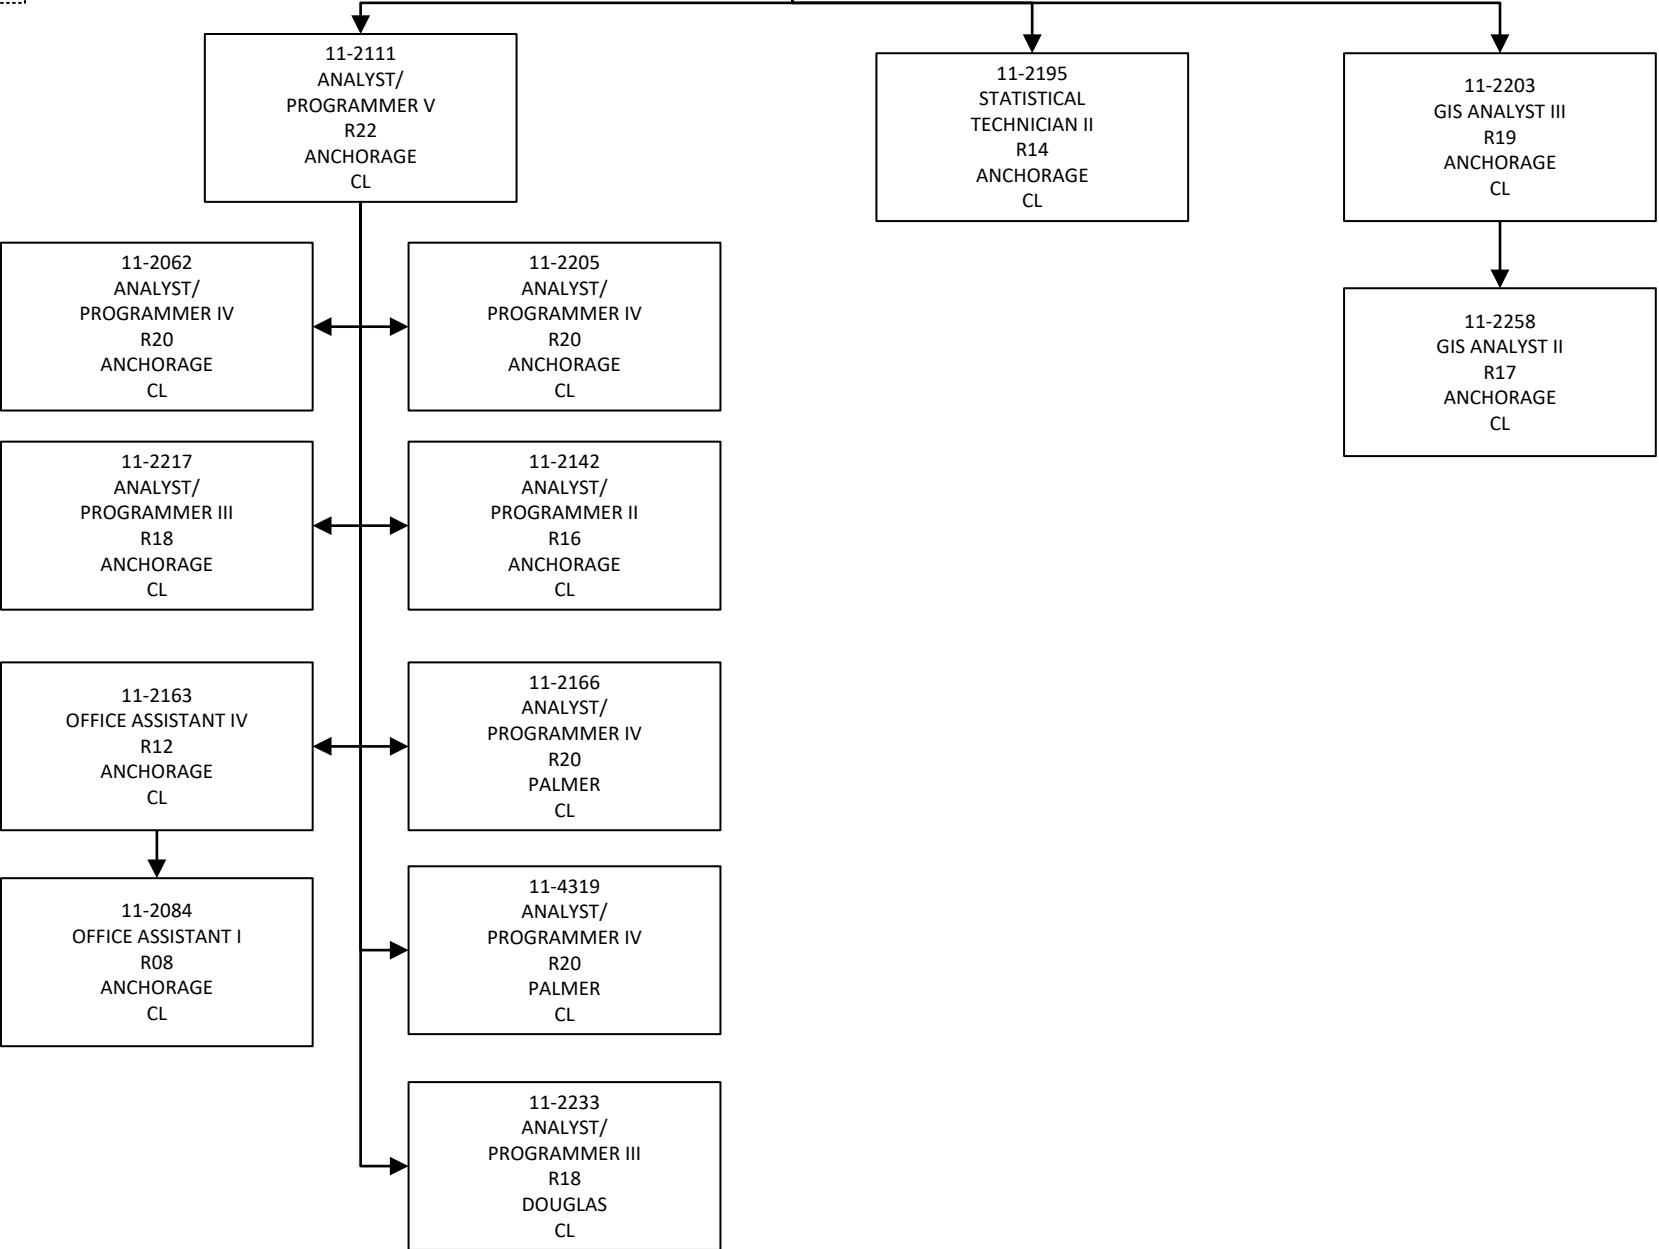 11-2111
ANALYST/
PROGRAMMER V
R22
ANCHORAGE
CL
11-2195
STATISTICAL
TECHNICIAN II
R14
ANCHORAGE
CL
11-2203
GIS ANALYST III
R19
ANCHORAGE
CL
11-2062
ANALYST/
PROGRAMMER IV
R20
ANCHORAGE
CL
11-2205
ANALYST/
PROGRAMMER IV
R20
ANCHORAGE
CL
11-2258
GIS ANALYST II
R17
ANCHORAGE
CL
11-2217
ANALYST/
PROGRAMMER III
R18
ANCHORAGE
CL
11-2142
ANALYST/
PROGRAMMER II
R16
ANCHORAGE
CL
11-2163
OFFICE ASSISTANT IV
R12
ANCHORAGE
CL
11-2166
ANALYST/
PROGRAMMER IV
R20
PALMER
CL
11-2084
OFFICE ASSISTANT I
R08
ANCHORAGE
CL
11-4319
ANALYST/
PROGRAMMER IV
R20
PALMER
CL
11-2233
ANALYST/
PROGRAMMER III
R18
DOUGLAS
CL